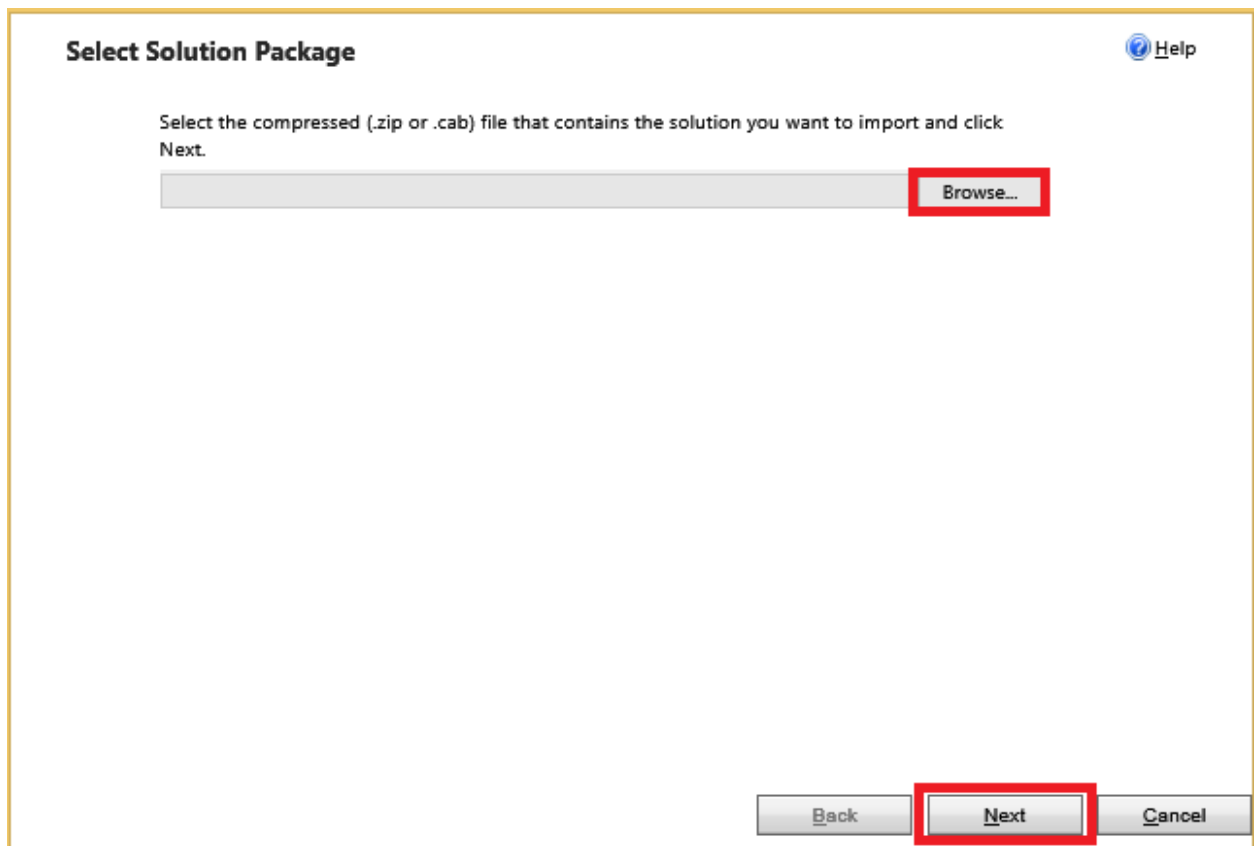 Select Solution Package
Help
Select the compressed (.zip or .cab) file that contains the solution you want to import and click
Next.
Browse...
Back
Next
Cancel